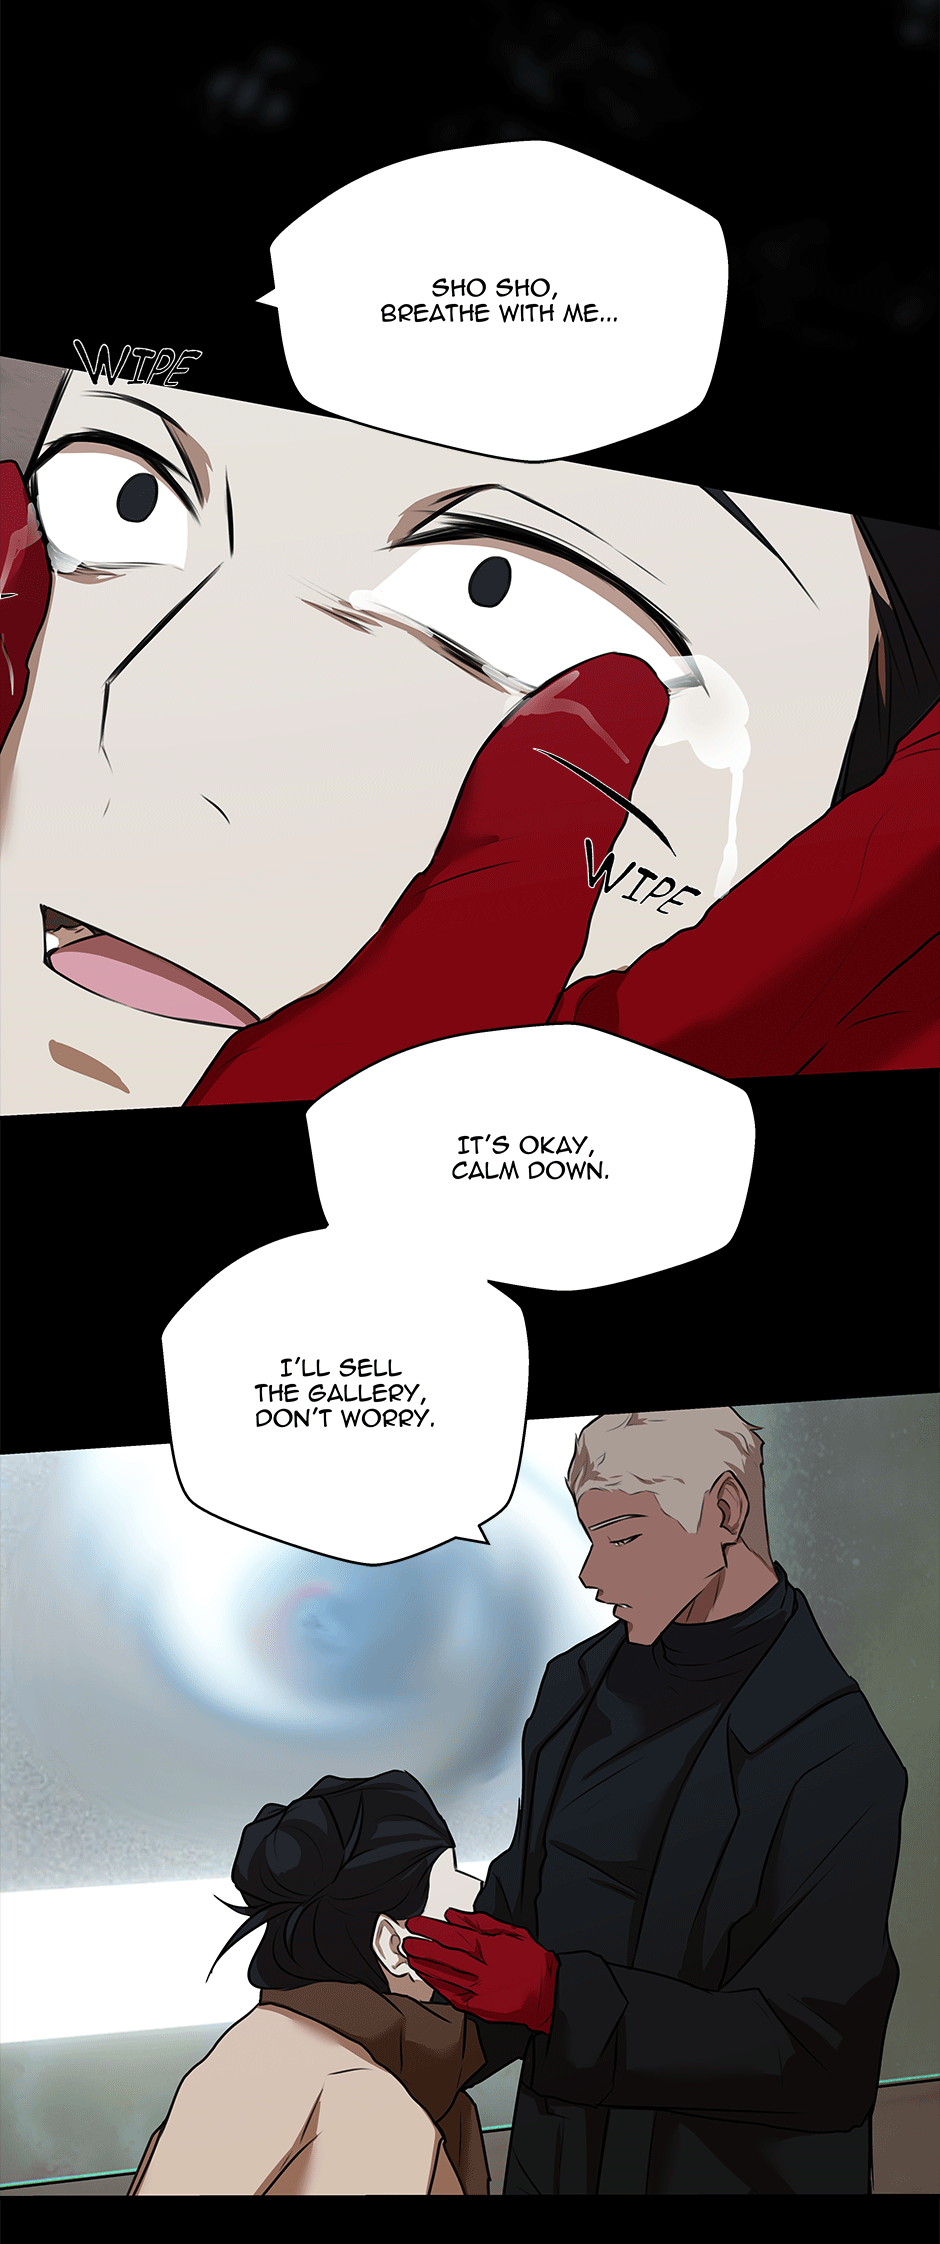 SHO SHO,
BREATHE WITH ME...
WIPE
WIPE
IT'S OKAY,
CALM DOWN.
I'LL SELL
THE GALLERY,
DON'T WORRY.